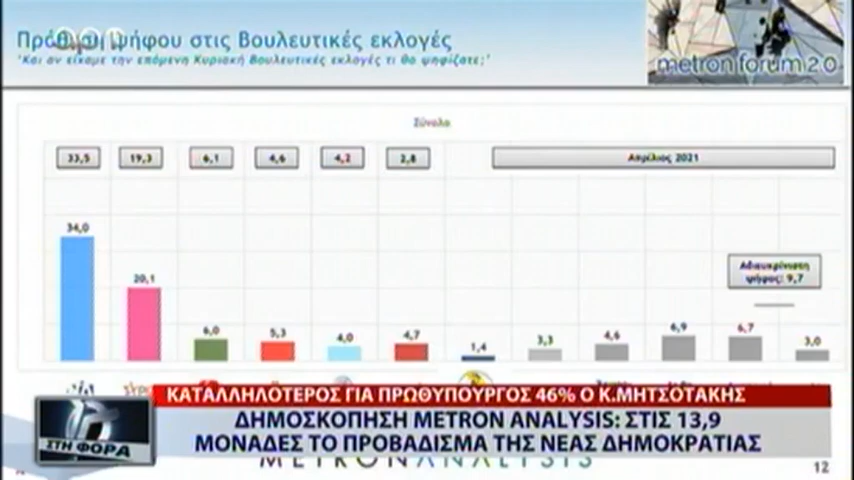 Πρόθεση ψήφου στις Βουλευτικές εκλογές
'Και αν είχαμε την επόμενη Κυριακή Βουλευτικές εκλογές τι θα ψηφίζατε;'
metron forum 2.0
Σύνολο
33,5 19,3 6,1 4,6 4,2 2,8 Απρίλιος 2021
34,0
20,1
Αδιευκρίνιστη
ψήφος: 9,7
6,0 5,3 4,0 4,7 1,4 3,3 4,6 6,9 6,7 3,0
ΚΑΤΑΛΛΗΛΟΤΕΡΟΣ ΓΙΑ ΠΡΩΘΥΠΟΥΡΓΟΣ 46% Ο Κ.ΜΗΤΣΟΤΑΚΗΣ
ΣΤΗ ΦΟΡΑ
ΔΗΜΟΣΚΟΠΗΣΗ METRON ANALYSIS: ΣΤΙΣ 13,9
ΜΟΝΑΔΕΣ ΤΟ ΠΡΟΒΑΔΙΣΜΑ ΤΗΣ ΝΕΑΣ ΔΗΜΟΚΡΑΤΙΑΣ
METRON ANALYSIS
12